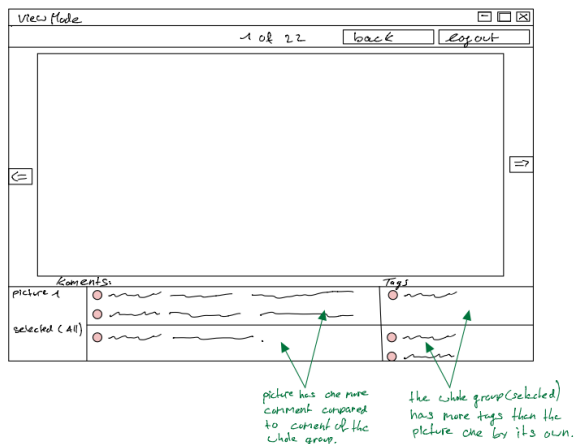 View Mode
1 of 22 back logout
<=
=>
Koments: Tags
picture 1
selected (All)
picture has one more
comment compared
to coment of the
whole group.
the whole group (selected)
has more tags then the
picture one by its own.